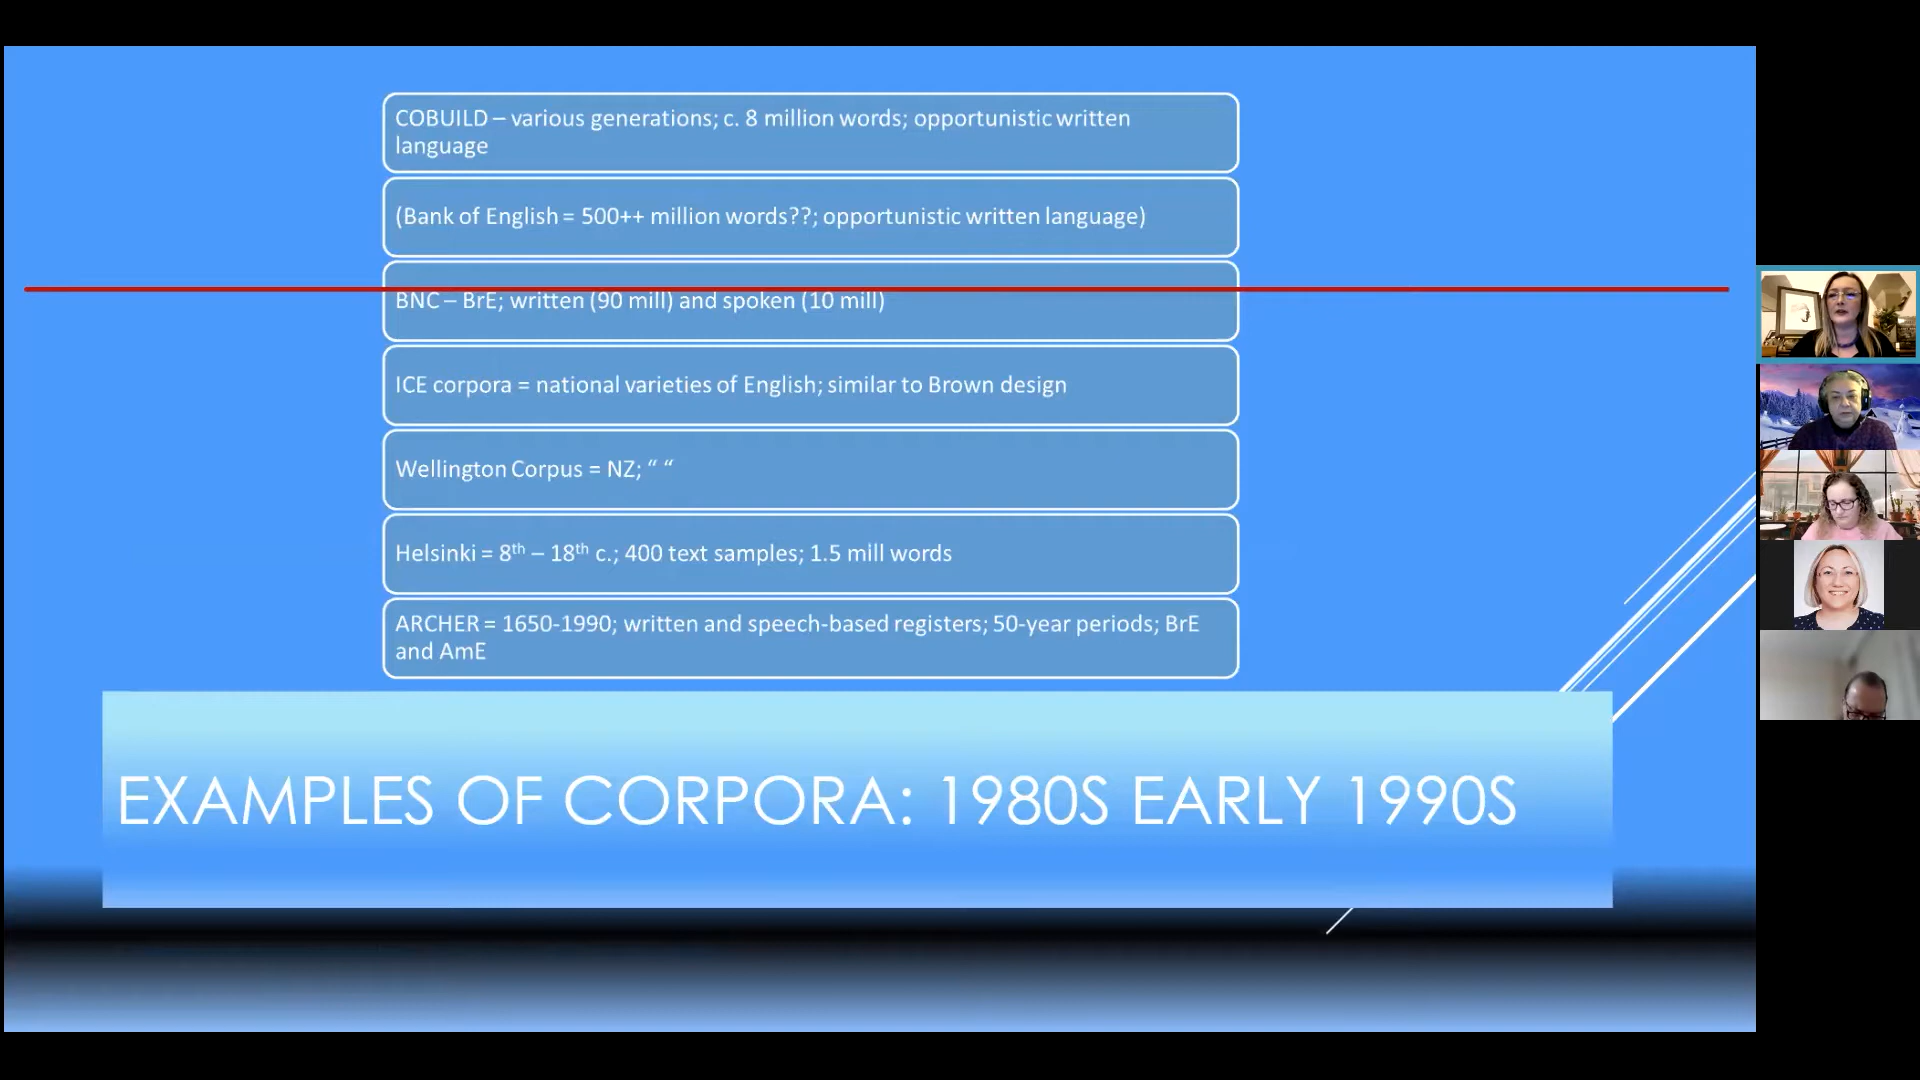 COBUILD – various generations; c. 8 million words; opportunistic written
language
(Bank of English = 500++ million words??; opportunistic written language)
BNC – BrE; written (90 mill) and spoken (10 mill)
ICE corpora = national varieties of English; similar to Brown design
Wellington Corpus = NZ; “ “
Helsinki = 8th – 18th c.; 400 text samples; 1.5 mill words
ARCHER = 1650-1990; written and speech-based registers; 50-year periods; BrE
and AmE
EXAMPLES OF CORPORA: 1980S EARLY 1990S